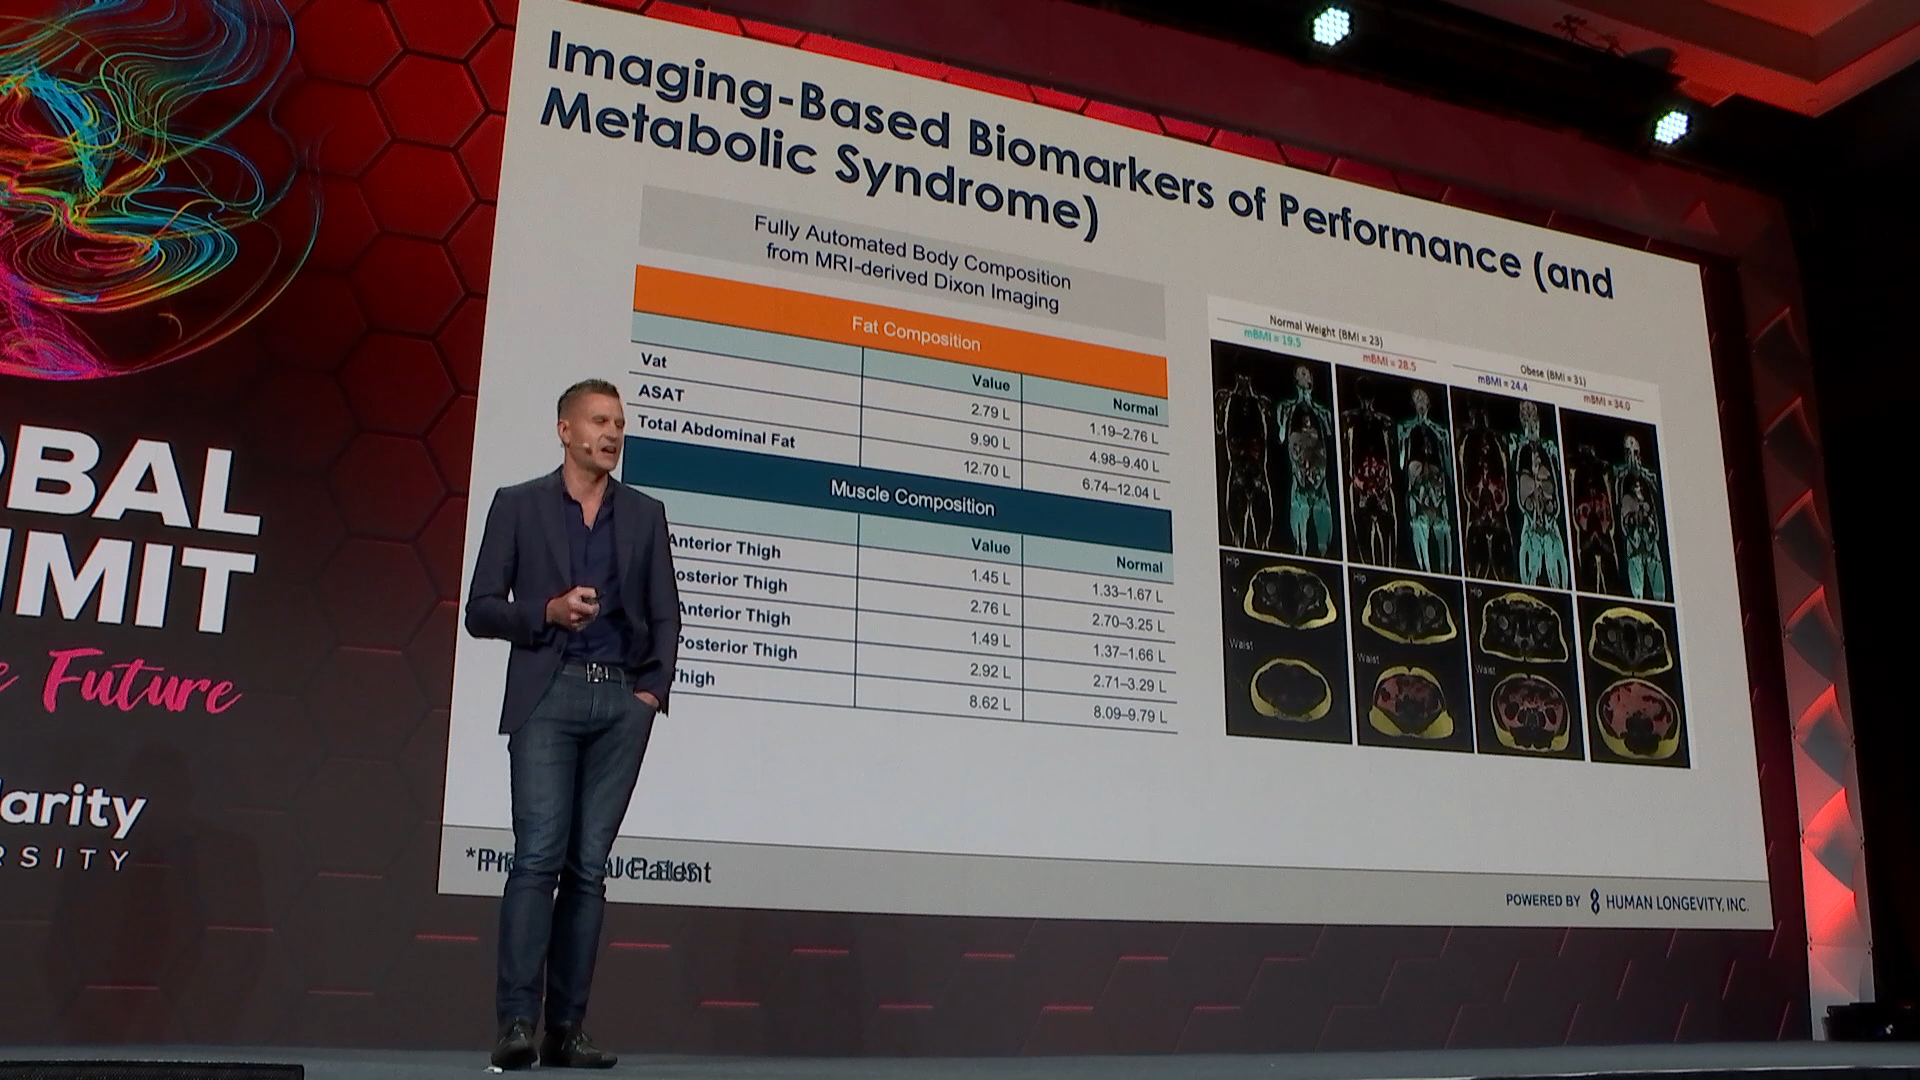 OBAL
MMIT
e Future
larity
RSITY
Imaging-Based Biomarkers of Performance (and
Metabolic Syndrome)
Fully Automated Body Composition
from MRI-derived Dixon Imaging
Fat Composition
Value Normal
Vat 2.79 L 1.19–2.76 L
ASAT 9.90 L 4.98–9.40 L
Total Abdominal Fat 12.70 L 6.74–12.04 L
Muscle Composition
Value Normal
Anterior Thigh 1.45 L 1.33–1.67 L
osterior Thigh 2.76 L 2.70–3.25 L
Anterior Thigh 1.49 L 1.37–1.66 L
Posterior Thigh 2.92 L 2.71–3.29 L
Thigh 8.62 L 8.09–9.79 L
Normal Weight (BMI = 23)
mBMI = 19.5
mBMI = 28.5
Obese (BMI = 31)
mBMI = 24.4
mBMI = 34.0
Hip
Hip
Hip
Waist
Waist
Waist
POWERED BY HUMAN LONGEVITY, INC.